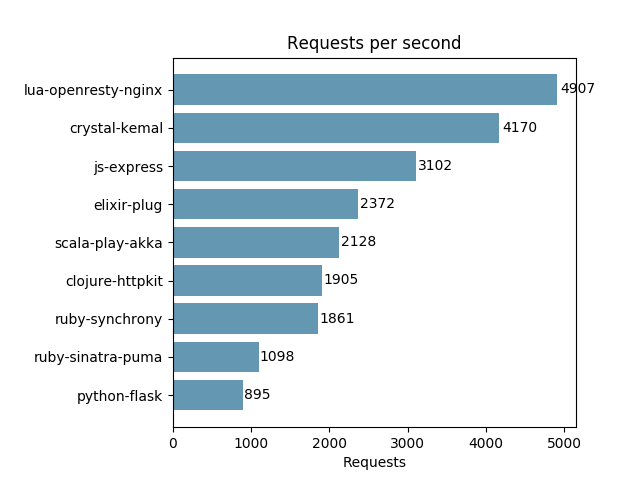 Requests per second
lua-openresty-nginx 4907
crystal-kemal 4170
js-express 3102
elixir-plug 2372
scala-play-akka 2128
clojure-httpkit 1905
ruby-synchrony 1861
ruby-sinatra-puma 1098
python-flask 895
0 1000 2000 3000 4000 5000
Requests